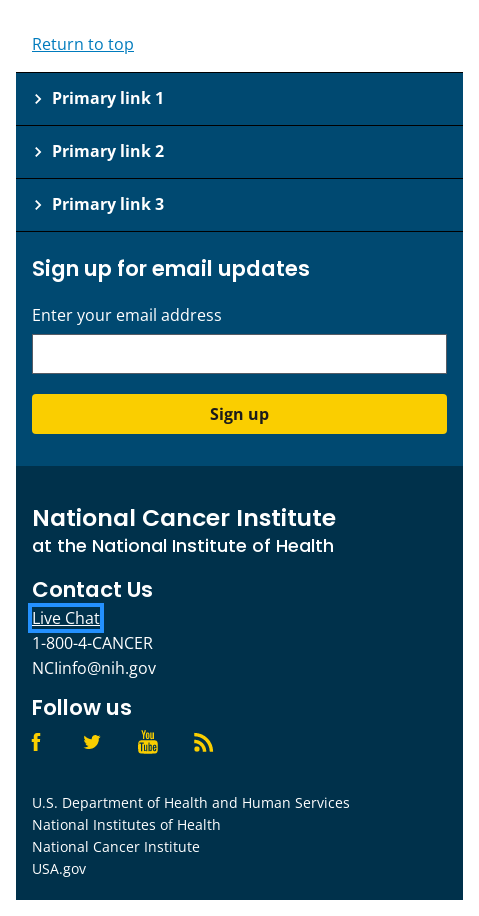 Return to top
Primary link 1
Primary link 2
Primary link 3
Sign up for email updates
Enter your email address
Sign up
National Cancer Institute
at the National Institute of Health
Contact Us
Live Chat
1-800-4-CANCER
NCIinfo@nih.gov
Follow us
f
You
Tube
U.S. Department of Health and Human Services
National Institutes of Health
National Cancer Institute
USA.gov